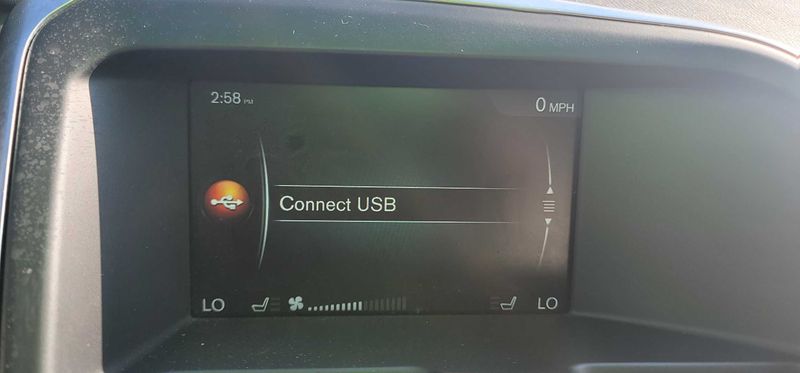 2:58 PM
0 MPH
Connect USB
LO
LO